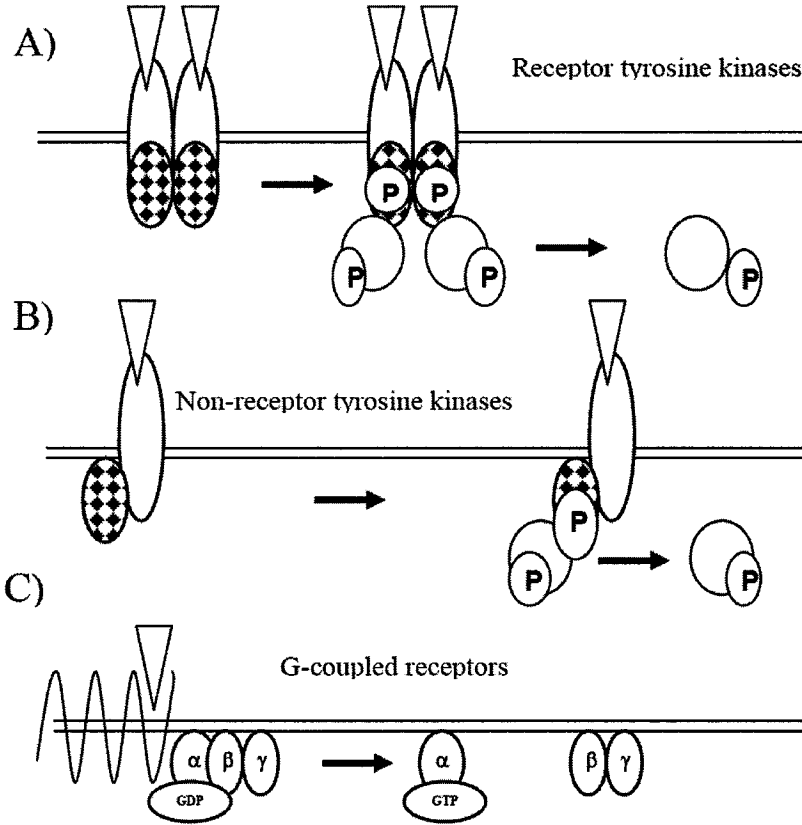 A)
Receptor tyrosine kinases
P P
P P P
B)
Non-receptor tyrosine kinases
P
P P
C)
G-coupled receptors
α β γ α β γ
GDP GTP